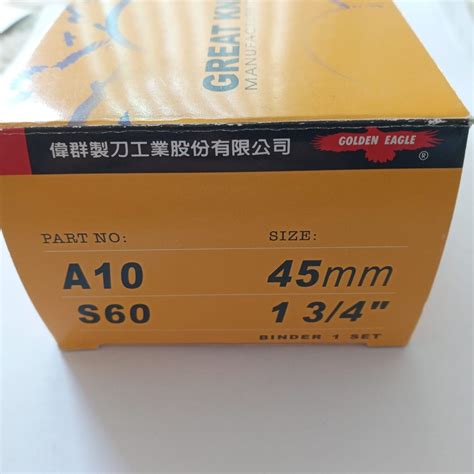 GREAT
MANUFAC
偉群製刀工業股份有限公司
GOLDEN EAGLE
®
PART NO:
SIZE:
A10
45mm
S60
1 3/4"
BINDER 1 SET